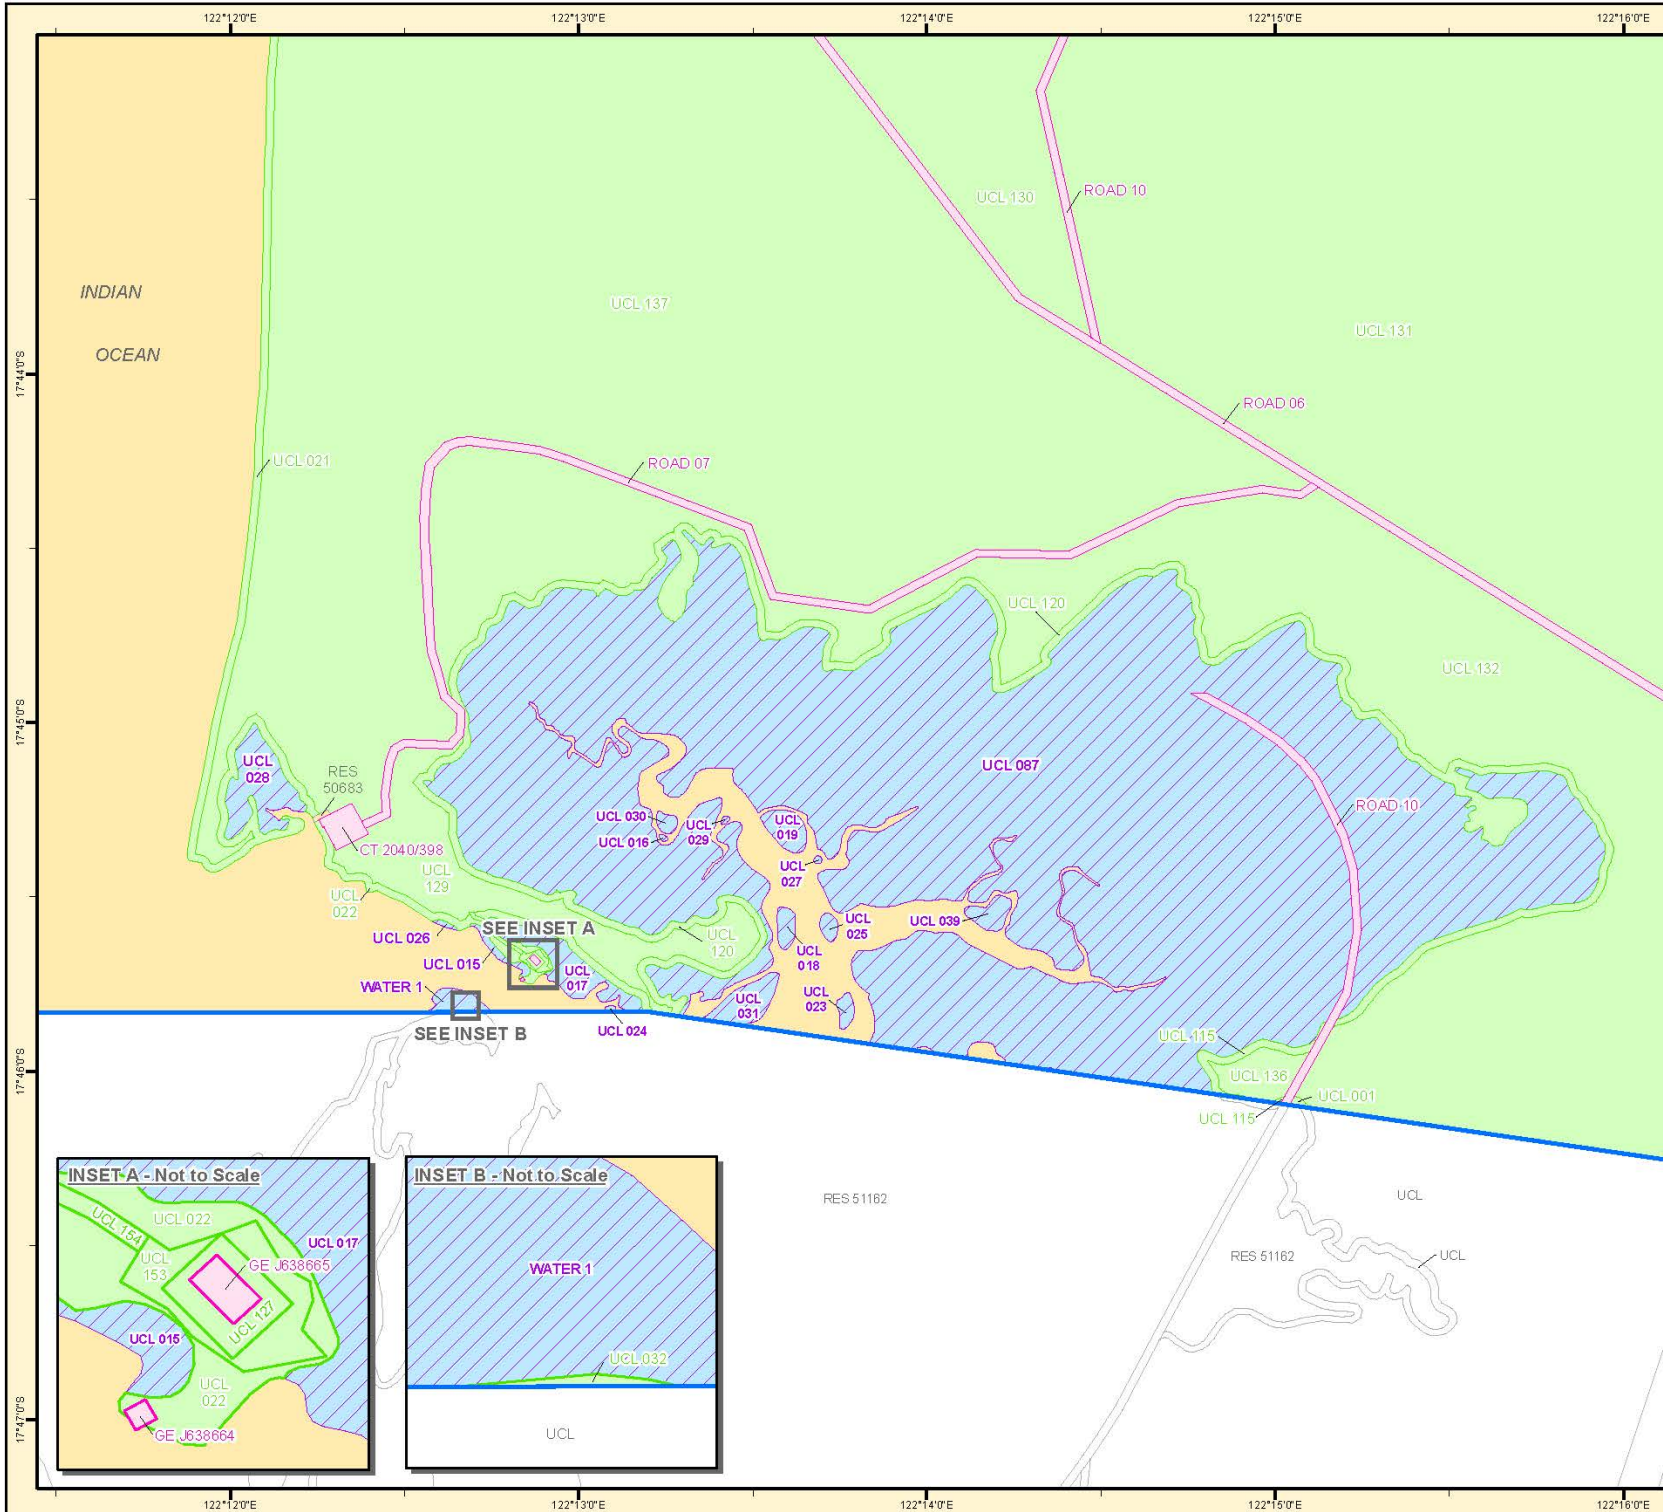 122°12'0"E
122°13'0"E
122°14'0"E
122°15'0"E
122°16'0"E
UCL 130
ROAD 10
INDIAN
UCL 137
UCL 131
OCEAN
17°44'0"S
ROAD 06
UCL 021
ROAD 07
UCL 120
UCL 132
17°45'0"S
UCL
028
RES
50683
UCL 087
ROAD 10
UCL 030
UCL
029
UCL
019
UCL 016
CT 2040/398
UCL
129
UCL
027
UCL
022
UCL 039
UCL
025
UCL 026
SEE INSET A
UCL
120
UCL
018
UCL 015
UCL
017
WATER 1
UCL
031
UCL
023
SEE INSET B
UCL 024
UCL 115
17°46'0"S
UCL 136
UCL 001
UCL 115
INSET A - Not to Scale
UCL 022
UCL 154
UCL 017
UCL
153
GE J638665
UCL 127
UCL 015
UCL
022
GE J638664
INSET B - Not to Scale
WATER 1
UCL 032
UCL
RES 51162
UCL
RES 51162
UCL
17°47'0"S
122°12'0"E
122°13'0"E
122°14'0"E
122°15'0"E
122°16'0"E